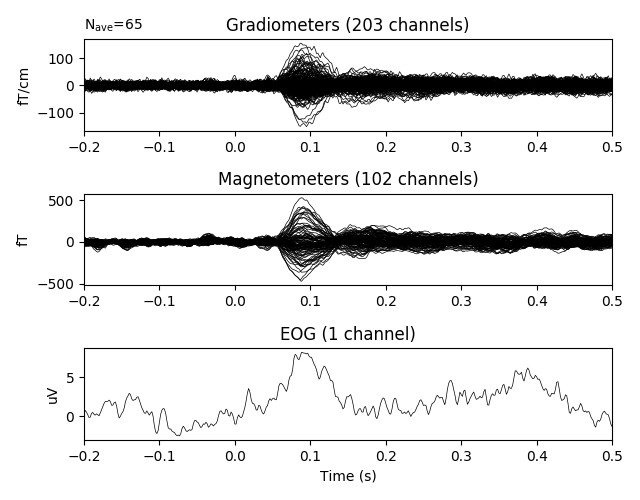 Nave=65
Gradiometers (203 channels)
fT/cm
100
0
−100
−0.2 −0.1 0.0 0.1 0.2 0.3 0.4 0.5
Magnetometers (102 channels)
fT
500
0
−500
−0.2 −0.1 0.0 0.1 0.2 0.3 0.4 0.5
EOG (1 channel)
uV
5
0
−0.2 −0.1 0.0 0.1 0.2 0.3 0.4 0.5
Time (s)